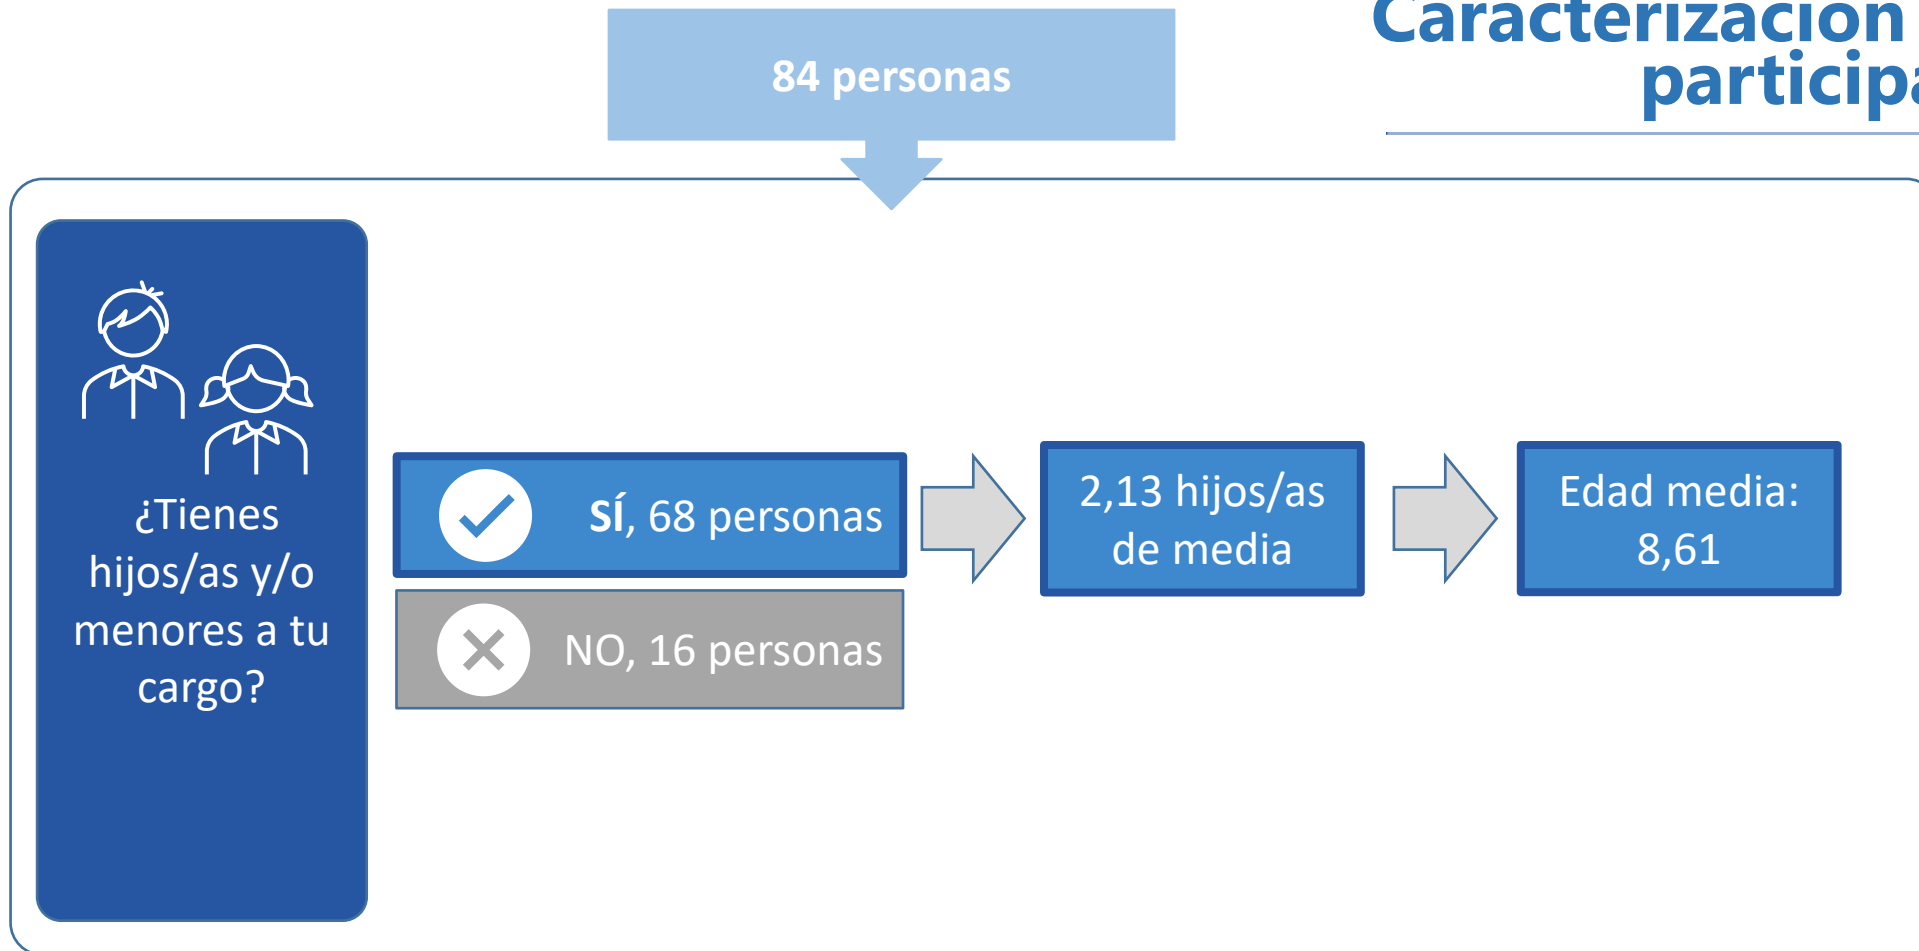 Caracterización
participa
84 personas
¿Tienes
hijos/as y/o
menores a tu
cargo?
SÍ, 68 personas
NO, 16 personas
2,13 hijos/as
de media
Edad media:
8,61